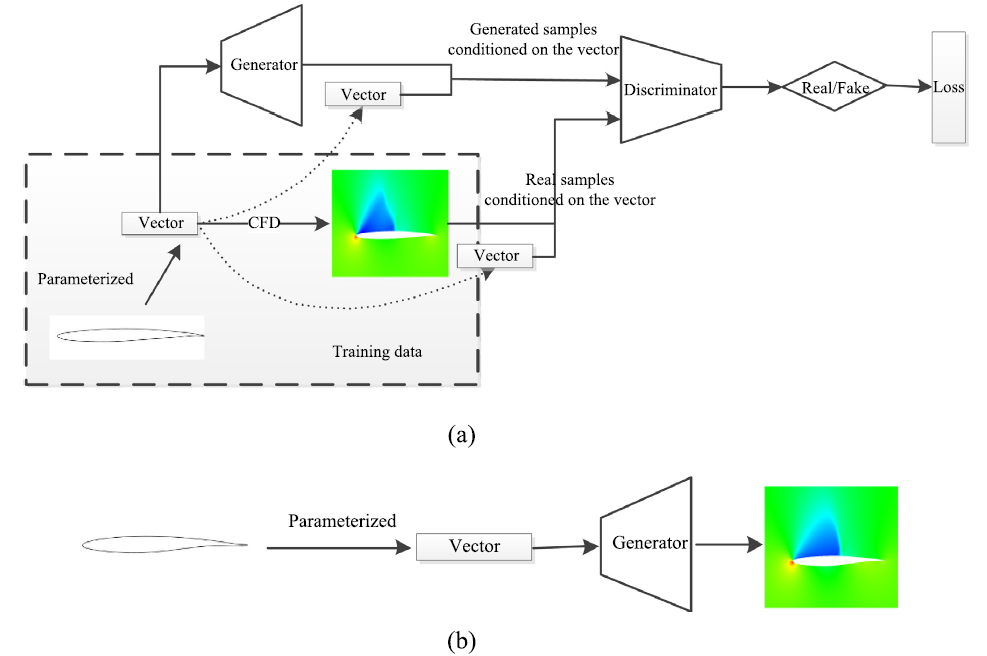 Generated samples
conditioned on the vector
Generator
Vector
Discriminator
Real/Fake
Loss
Real samples
conditioned on the vector
Vector
CFD
Vector
Parameterized
Training data
(a)
Parameterized
Vector
Generator
(b)